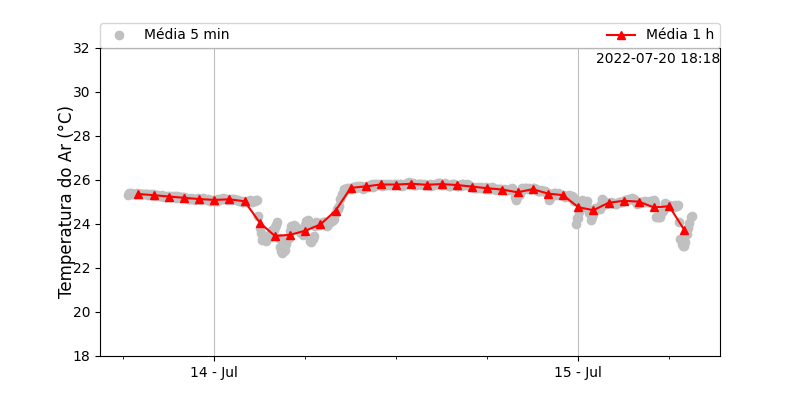 Média 5 min
Média 1 h
2022-07-20 18:18
Temperatura do Ar (°C)
32
30
28
26
24
22
20
18
14 - Jul
15 - Jul